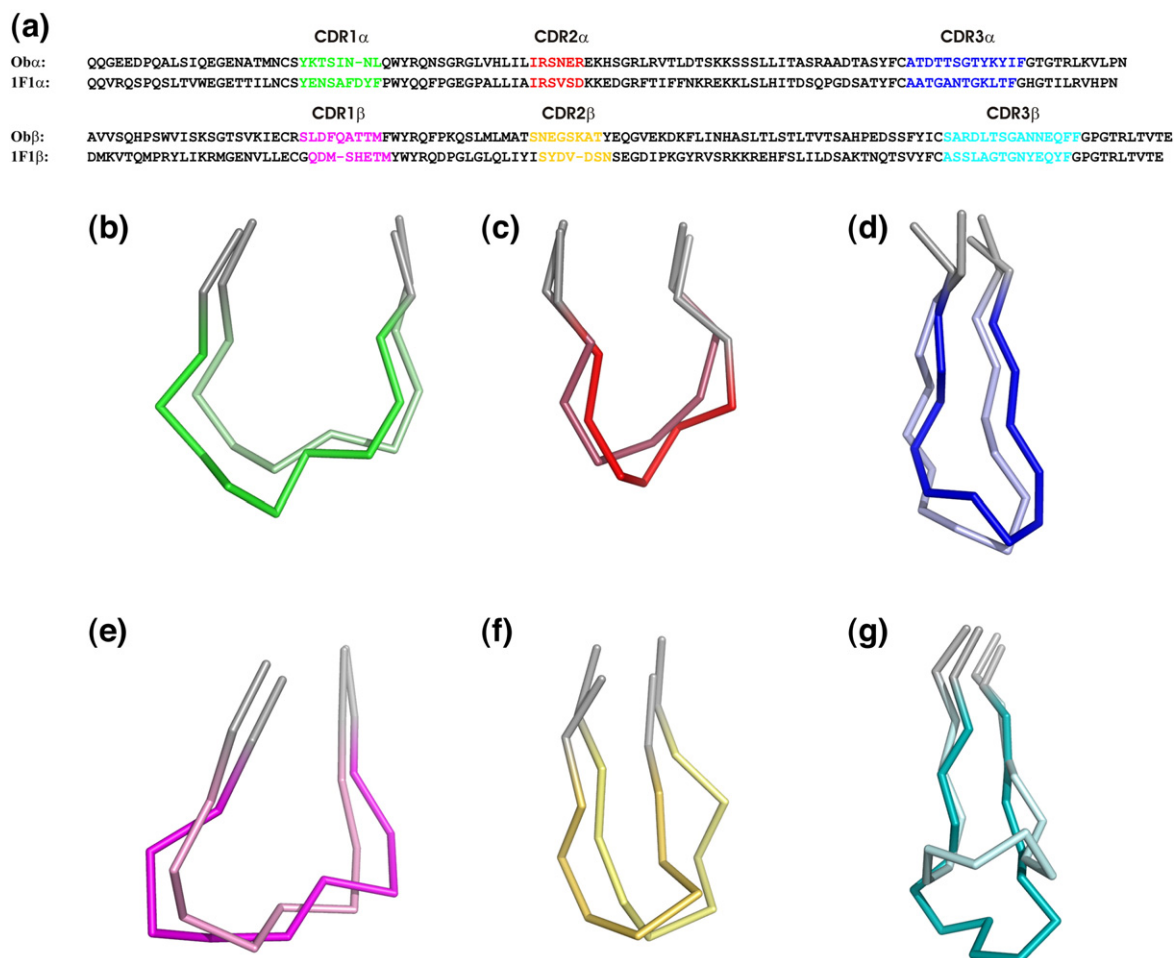 (a)
CDR1α CDR2α CDR3α
Obα: QQGEEDPQALSIQEGENATMNCSYKTSIN-NLQWYRQNSGRGLVHLILIRSNEREKHSGRLRVTLDTSKKSSSLLITASRAADTASYFCATDTTSGTYKYIFGTGTRLKVLPN
1F1α: QQVRQSPQSLTVWEGETTILNCSYENSAFDYFPWYQQFPGEGPALLIAIRSVSDKKEDGRFTIFFNKREKKLSLHITDSQPGDSATYFCAATGANTGKLTFGHGTILRVHPN
CDR1β CDR2β CDR3β
Obβ: AVVSQHPSWVISKSGTSVKIECRSLDFQATTMFWYRQFPKQSLMLMATSNEGSKATYEQGVEKDKFLINHASLTLSTLTVTSAHPEDSSFYICSARDLTSGANNEQFFGPGTRLTVTE
1F1β: DMKVTQMPRYLIKRMGENVLLECGQDM-SHETMYWYRQDPGLGLQLIYISYDV-DSNSEGDIPKGYRVSRKKREHFSLILDSAKTNQTSVYFCASSLAGTGNYEQYFGPGTRLTVTE
(b) (c) (d)
(e) (f) (g)